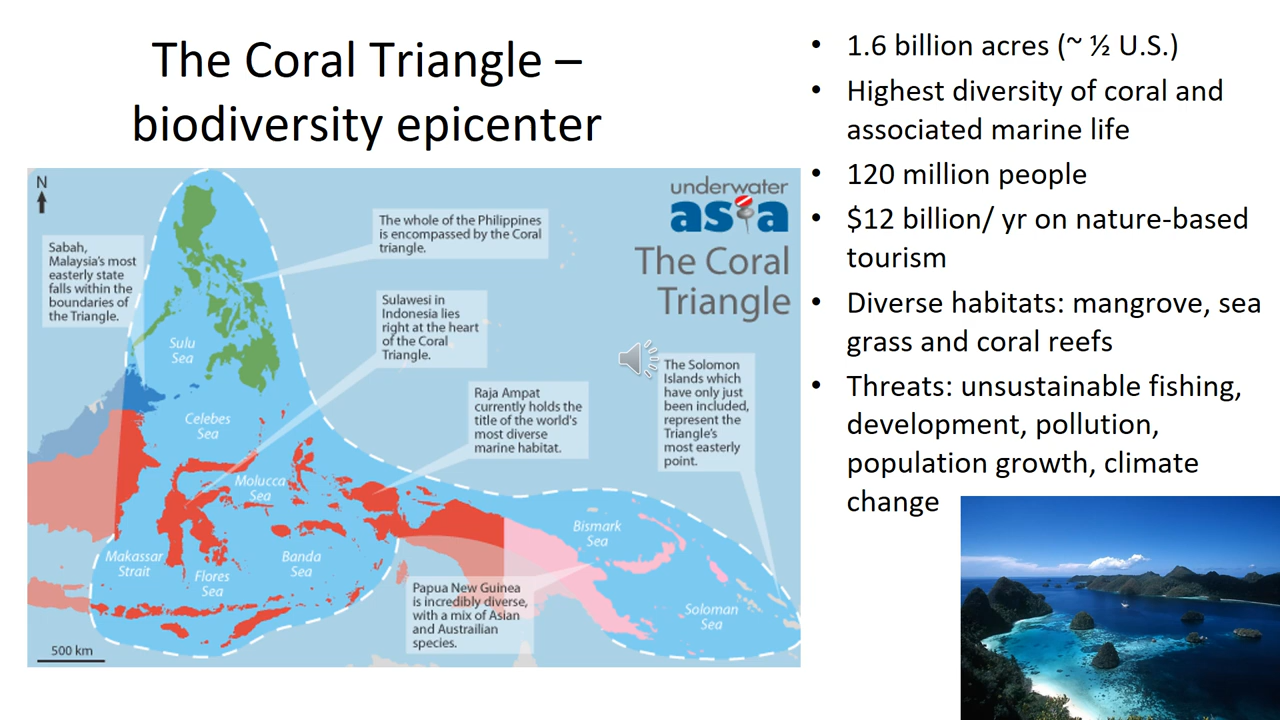 The Coral Triangle –
biodiversity epicenter
• 1.6 billion acres (~ ½ U.S.)
• Highest diversity of coral and
associated marine life
• 120 million people
• $12 billion/ yr on nature-based
tourism
• Diverse habitats: mangrove, sea
grass and coral reefs
• Threats: unsustainable fishing,
development, pollution,
population growth, climate
change
N
underwater
asia
The Coral
Triangle
Sabah,
Malaysia's most
easterly state
falls within the
boundaries of
the Triangle.
The whole of the Philippines
is encompassed by the Coral
triangle.
Sulawesi in
Indonesia lies
right at the heart
of the Coral
Triangle.
Raja Ampat
currently holds the
title of the world's
most diverse
marine habitat.
The Solomon
Islands which
have only just
been included,
represent the
Triangle's
most easterly
point.
Sulu
Sea
Celebes
Sea
Molucca
Sea
Makassar
Strait
Flores
Sea
Banda
Sea
Bismark
Sea
Soloman
Sea
Papua New Guinea
is incredibly diverse,
with a mix of Asian
and Austrailian
species.
500 km